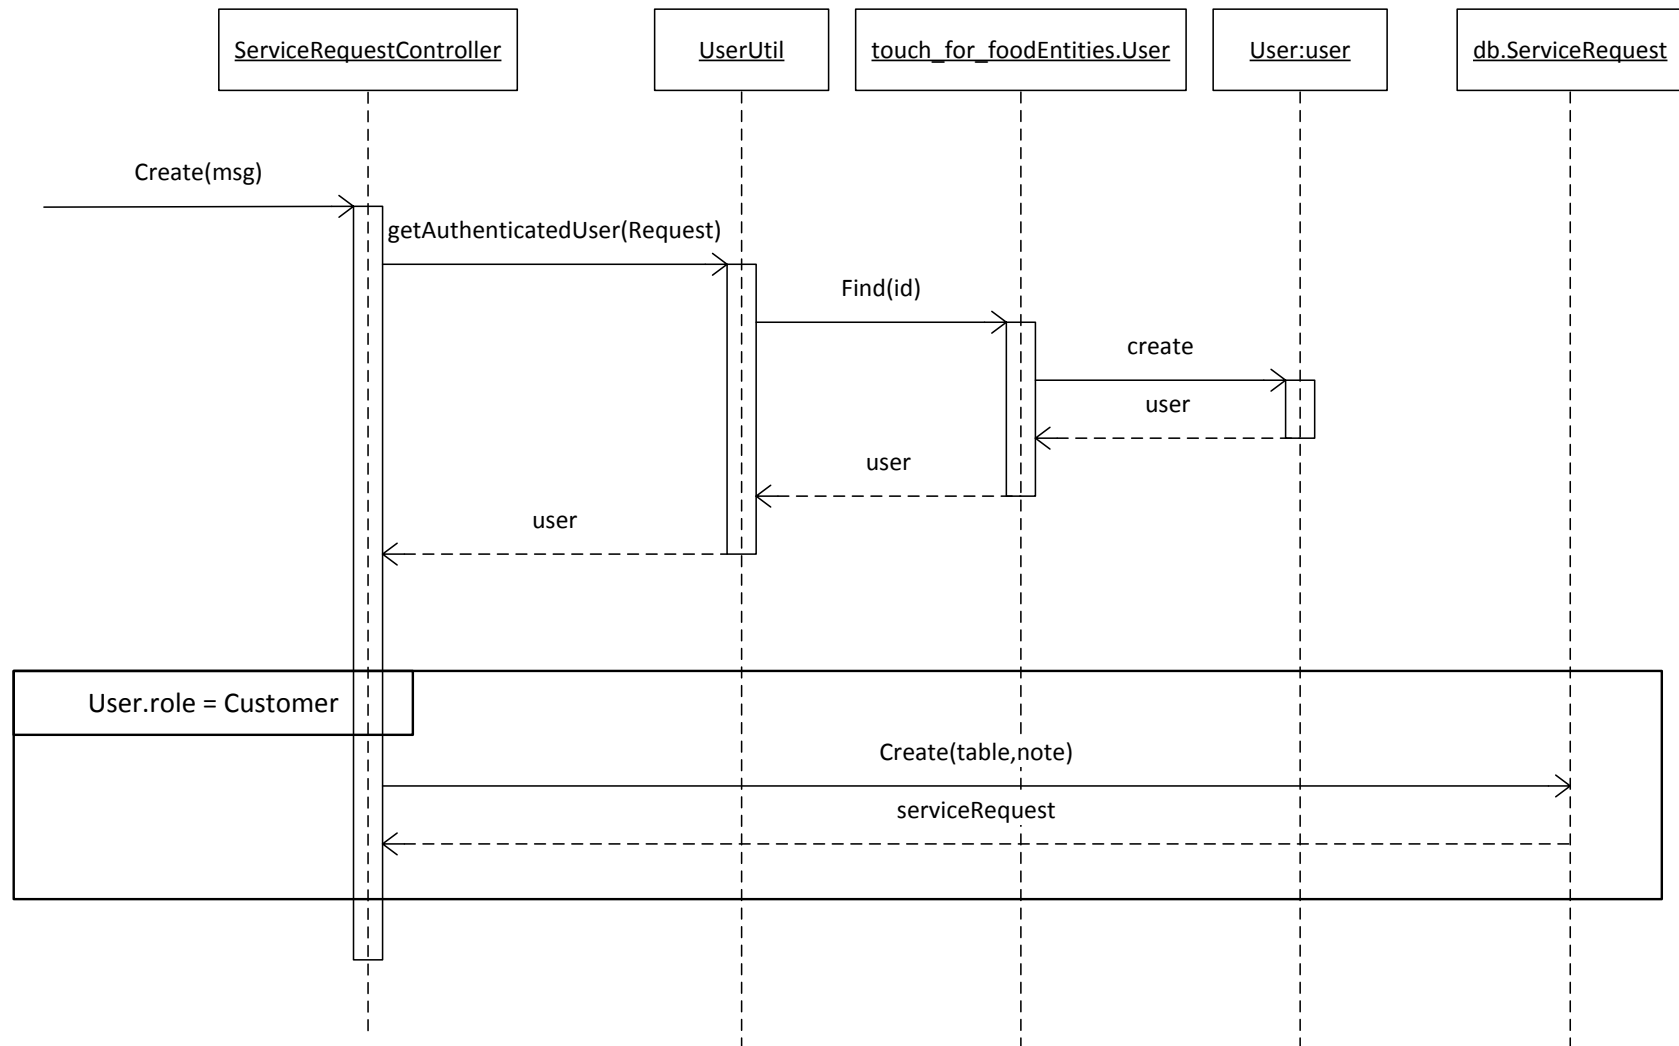 ServiceRequestController
UserUtil
touch_for_foodEntities.User
User:user
db.ServiceRequest
Create(msg)
getAuthenticatedUser(Request)
Find(id)
create
user
user
user
User.role = Customer
Create(table,note)
serviceRequest